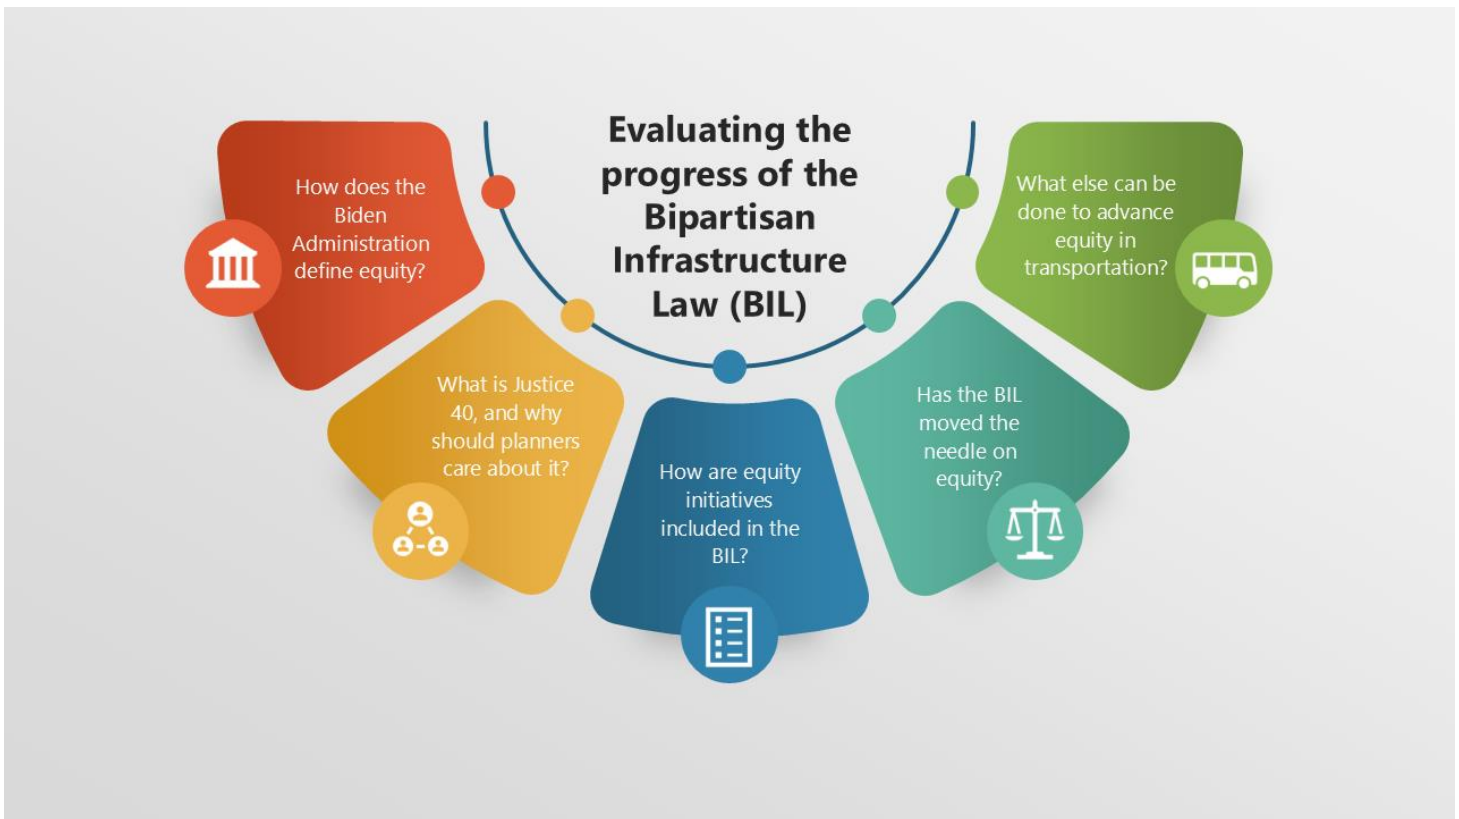 Evaluating the
progress of the
Bipartisan
Infrastructure
Law (BIL)
How does the
Biden
Administration
define equity?
What is Justice
40, and why
should planners
care about it?
How are equity
initiatives
included in the
BIL?
Has the BIL
moved the
needle on
equity?
What else can be
done to advance
equity in
transportation?